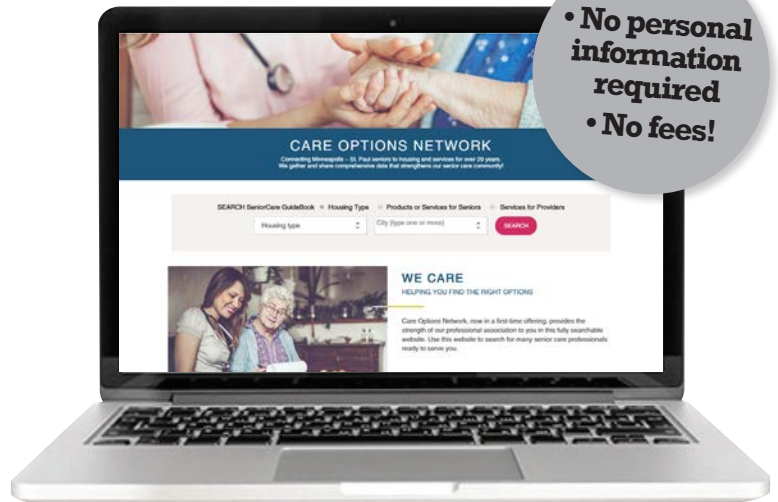 • No personal
information
required
• No fees!
CARE OPTIONS NETWORK
Connecting Minneapolis – St. Paul seniors to housing and services for over 29 years.
We gather and share comprehensive data that strengthens our senior care community!
SEARCH SeniorCare GuideBook Housing Type Products or Services for Seniors Services for Providers
Housing type City (type one or more) SEARCH
WE CARE
HELPING YOU FIND THE RIGHT OPTIONS
Care Options Network, now in a first-time offering, provides the
strength of our professional association to you in this fully searchable
website. Use this website to search for many senior care professionals
ready to serve you.